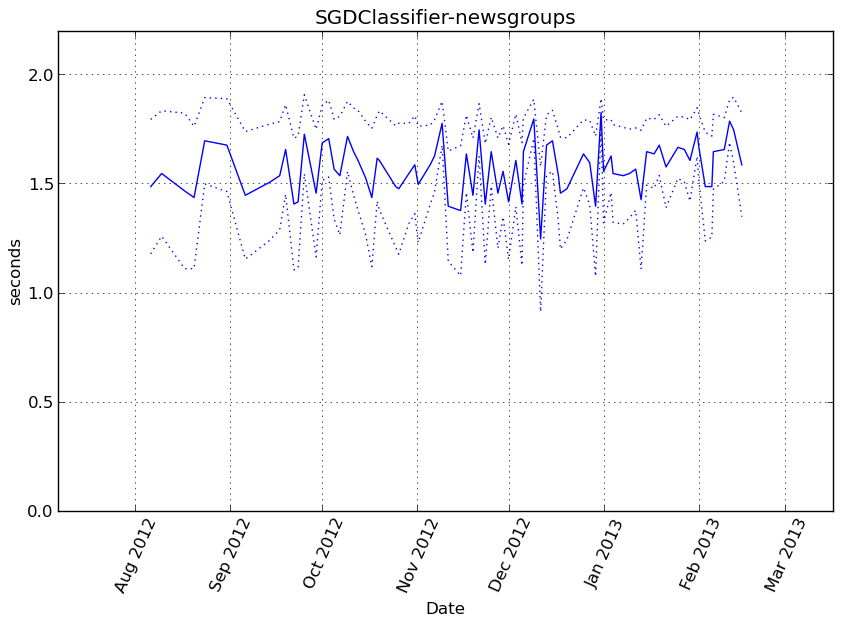 SGDClassifier-newsgroups
2.0
1.5
1.0
0.5
0.0
seconds
Aug 2012
Sep 2012
Oct 2012
Nov 2012
Dec 2012
Jan 2013
Feb 2013
Mar 2013
Date